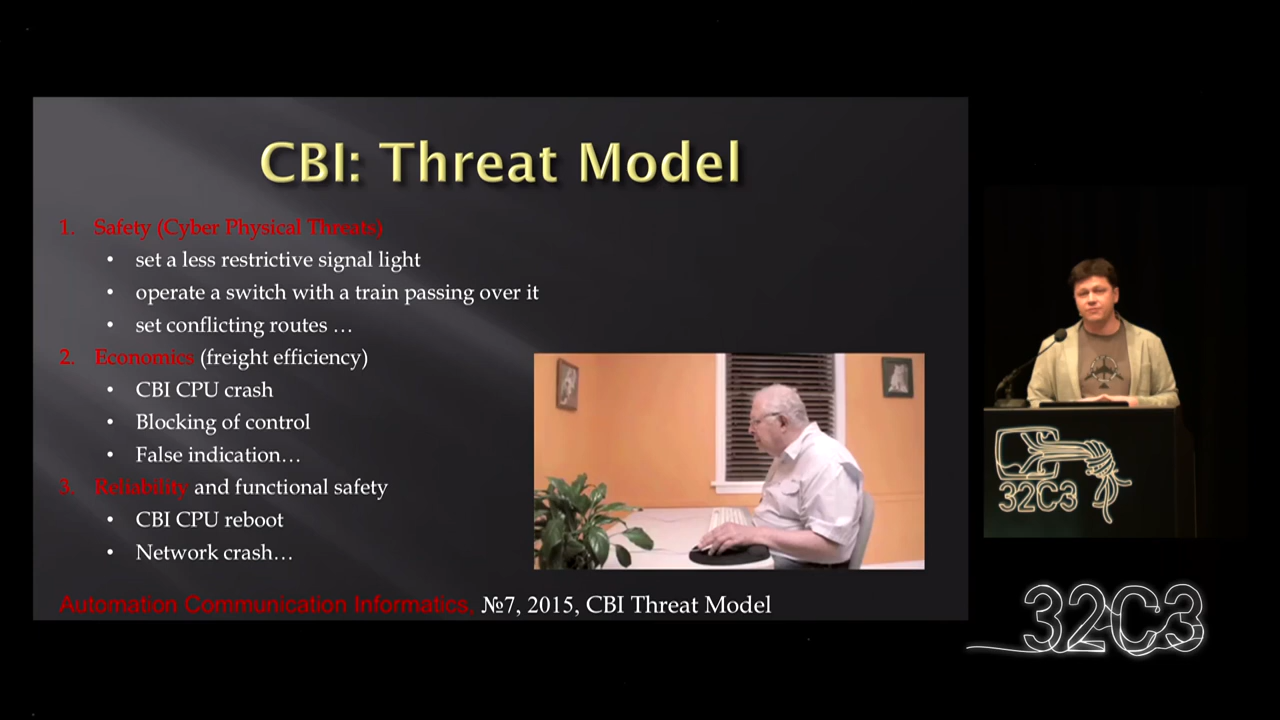 CBI: Threat Model
1. Safety (Cyber Physical Threats)
• set a less restrictive signal light
• operate a switch with a train passing over it
• set conflicting routes …
2. Economics (freight efficiency)
• CBI CPU crash
• Blocking of control
• False indication…
3. Reliability and functional safety
• CBI CPU reboot
• Network crash…
Automation Communication Informatics, №7, 2015, CBI Threat Model
32C3
32C3